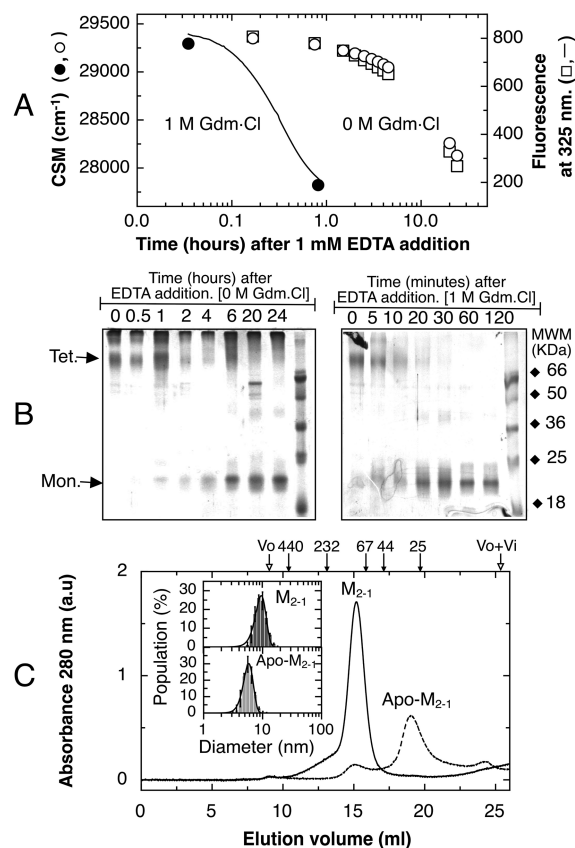 A
CSM (cm-1) (●,○)
29500
29000
28500
28000
800
600
400
200
Fluorescence
at 325 nm. (□,—)
1 M Gdm·Cl
0 M Gdm·Cl
0.0 0.1 1.0 10.0
Time (hours) after 1 mM EDTA addition
B
Time (hours) after
EDTA addition. [0 M Gdm.Cl]
0 0.5 1 2 4 6 20 24
Time (minutes) after
EDTA addition. [1 M Gdm.Cl]
0 5 10 20 30 60 120
MWM
(KDa)
Tet.
Mon.
◆ 66
◆ 50
◆ 36
◆ 25
◆ 18
C
Vo 440 232 67 44 25 Vo+Vi
Absorbance 280 nm (a.u)
2
1
0
Population (%)
30
20
10
0
M2-1
30
20
10
0
Apo-M2-1
1 10 100
Diameter (nm)
M2-1
Apo-M2-1
0 5 10 15 20 25
Elution volume (ml)